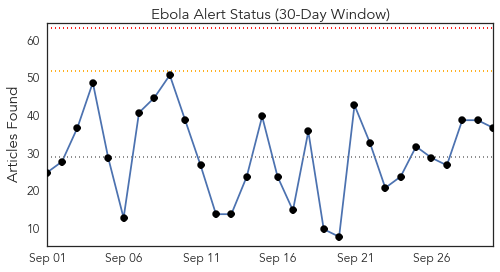 Ebola Alert Status (30-Day Window)
Articles Found
60
50
40
30
20
10
Sep 01 Sep 06 Sep 11 Sep 16 Sep 21 Sep 26